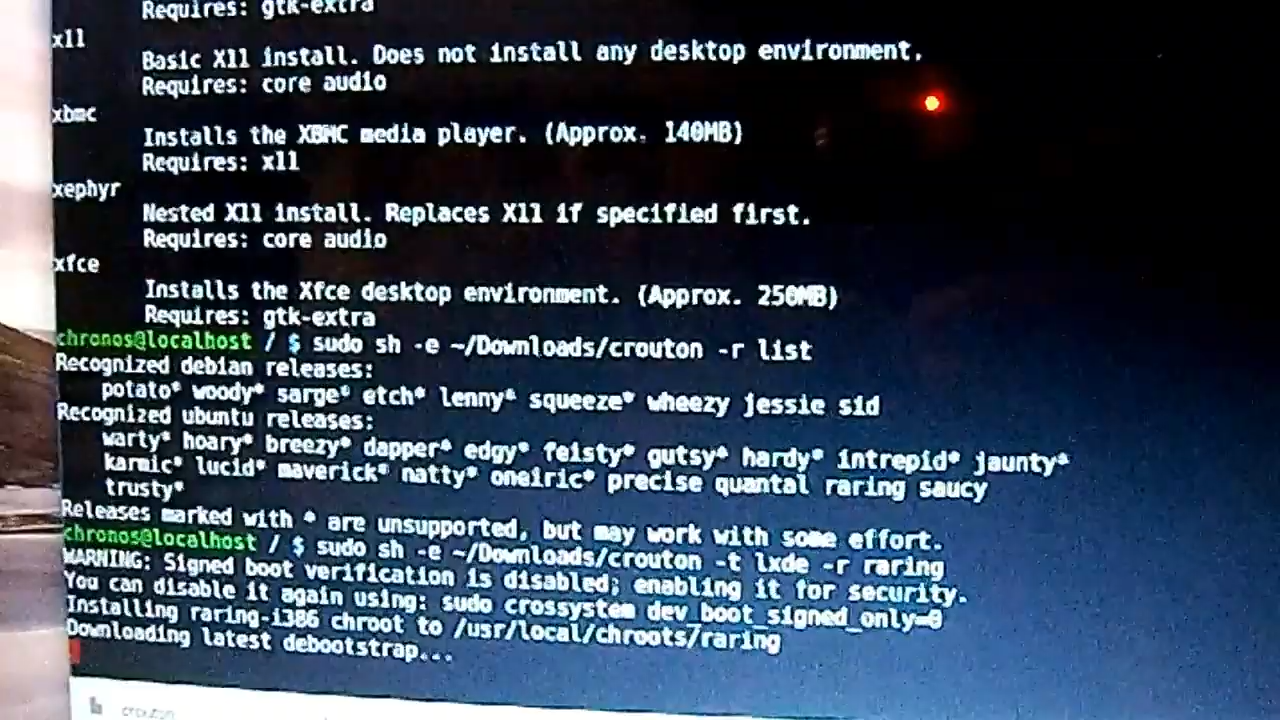 Requires: gtk-extra
x11
Basic X11 install. Does not install any desktop environment.
Requires: core audio
xbmc
Installs the XBMC media player. (Approx. 140MB)
Requires: x11
xephyr
Nested X11 install. Replaces X11 if specified first.
Requires: core audio
xfce
Installs the Xfce desktop environment. (Approx. 250MB)
Requires: gtk-extra
chronos@localhost / $ sudo sh -e ~/Downloads/crouton -r list
Recognized debian releases:
potato* woody* sarge* etch* lenny* squeeze* wheezy jessie sid
Recognized ubuntu releases:
warty* hoary* breezy* dapper* edgy* feisty* gutsy* hardy* intrepid* jaunty*
karmic* lucid* maverick* natty* oneiric* precise quantal raring saucy
trusty*
Releases marked with * are unsupported, but may work with some effort.
chronos@localhost / $ sudo sh -e ~/Downloads/crouton -t lxde -r raring
WARNING: Signed boot verification is disabled; enabling it for security.
You can disable it again using: sudo crossystem dev_boot_signed_only=0
Installing raring-i386 chroot to /usr/local/chroots/raring
Downloading latest debootstrap...
crouton